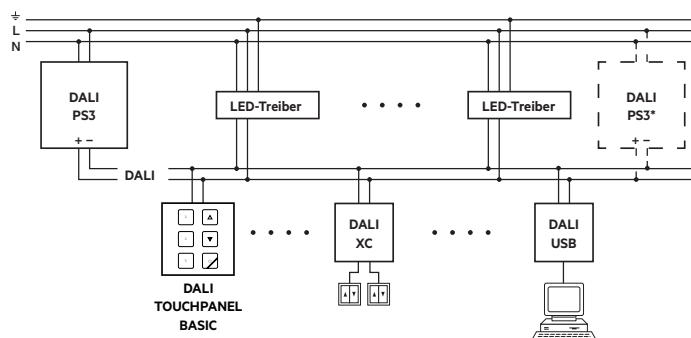 L
N
DALI
PS3
+ −
LED-Treiber
LED-Treiber
DALI
PS3*
+ −
DALI
DALI
TOUCHPANEL
BASIC
DALI
XC
DALI
USB